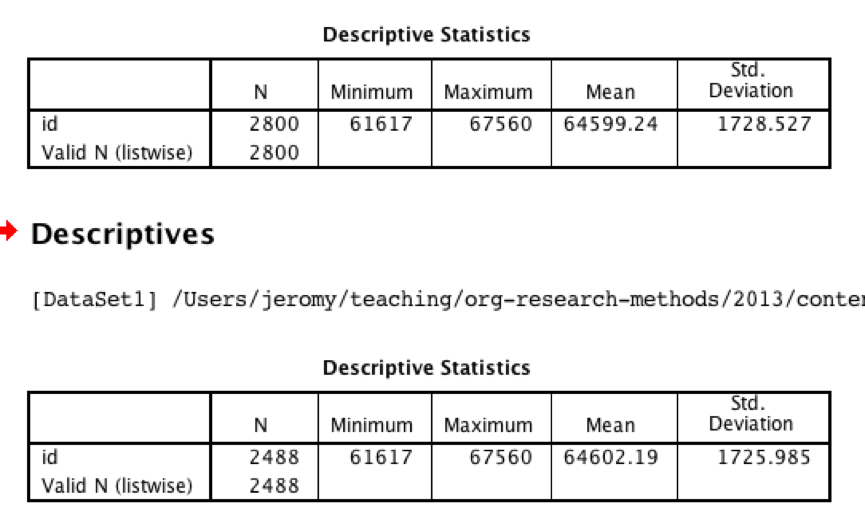 Descriptive Statistics
N Minimum Maximum Mean Std. Deviation
id 2800 61617 67560 64599.24 1728.527
Valid N (listwise) 2800
Descriptives
[DataSet1] /Users/jeromy/teaching/org-research-methods/2013/
Descriptive Statistics
N Minimum Maximum Mean Std. Deviation
id 2488 61617 67560 64602.19 1725.985
Valid N (listwise) 2488